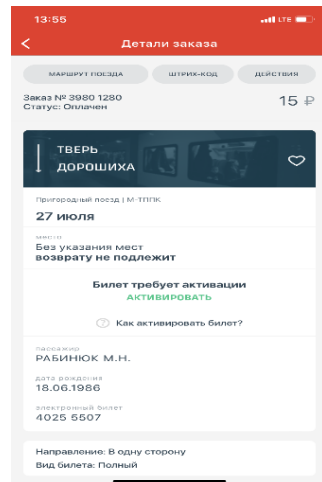 13:55
LTE
Детали заказа
МАРШРУТ ПОЕЗДА
ШТРИХ-КОД
ДЕЙСТВИЯ
Заказ № 3980 1280
Статус: Оплачен
15 ₽
ТВЕРЬ
ДОРОШИХА
Пригородный поезд | М-ТППК
27 июля
место
Без указания мест
возврату не подлежит
Билет требует активации
АКТИВИРОВАТЬ
? Как активировать билет?
пассажир
РАБИНЮК М.Н.
дата рождения
18.06.1986
электронный билет
4025 5507
Направление: В одну сторону
Вид билета: Полный